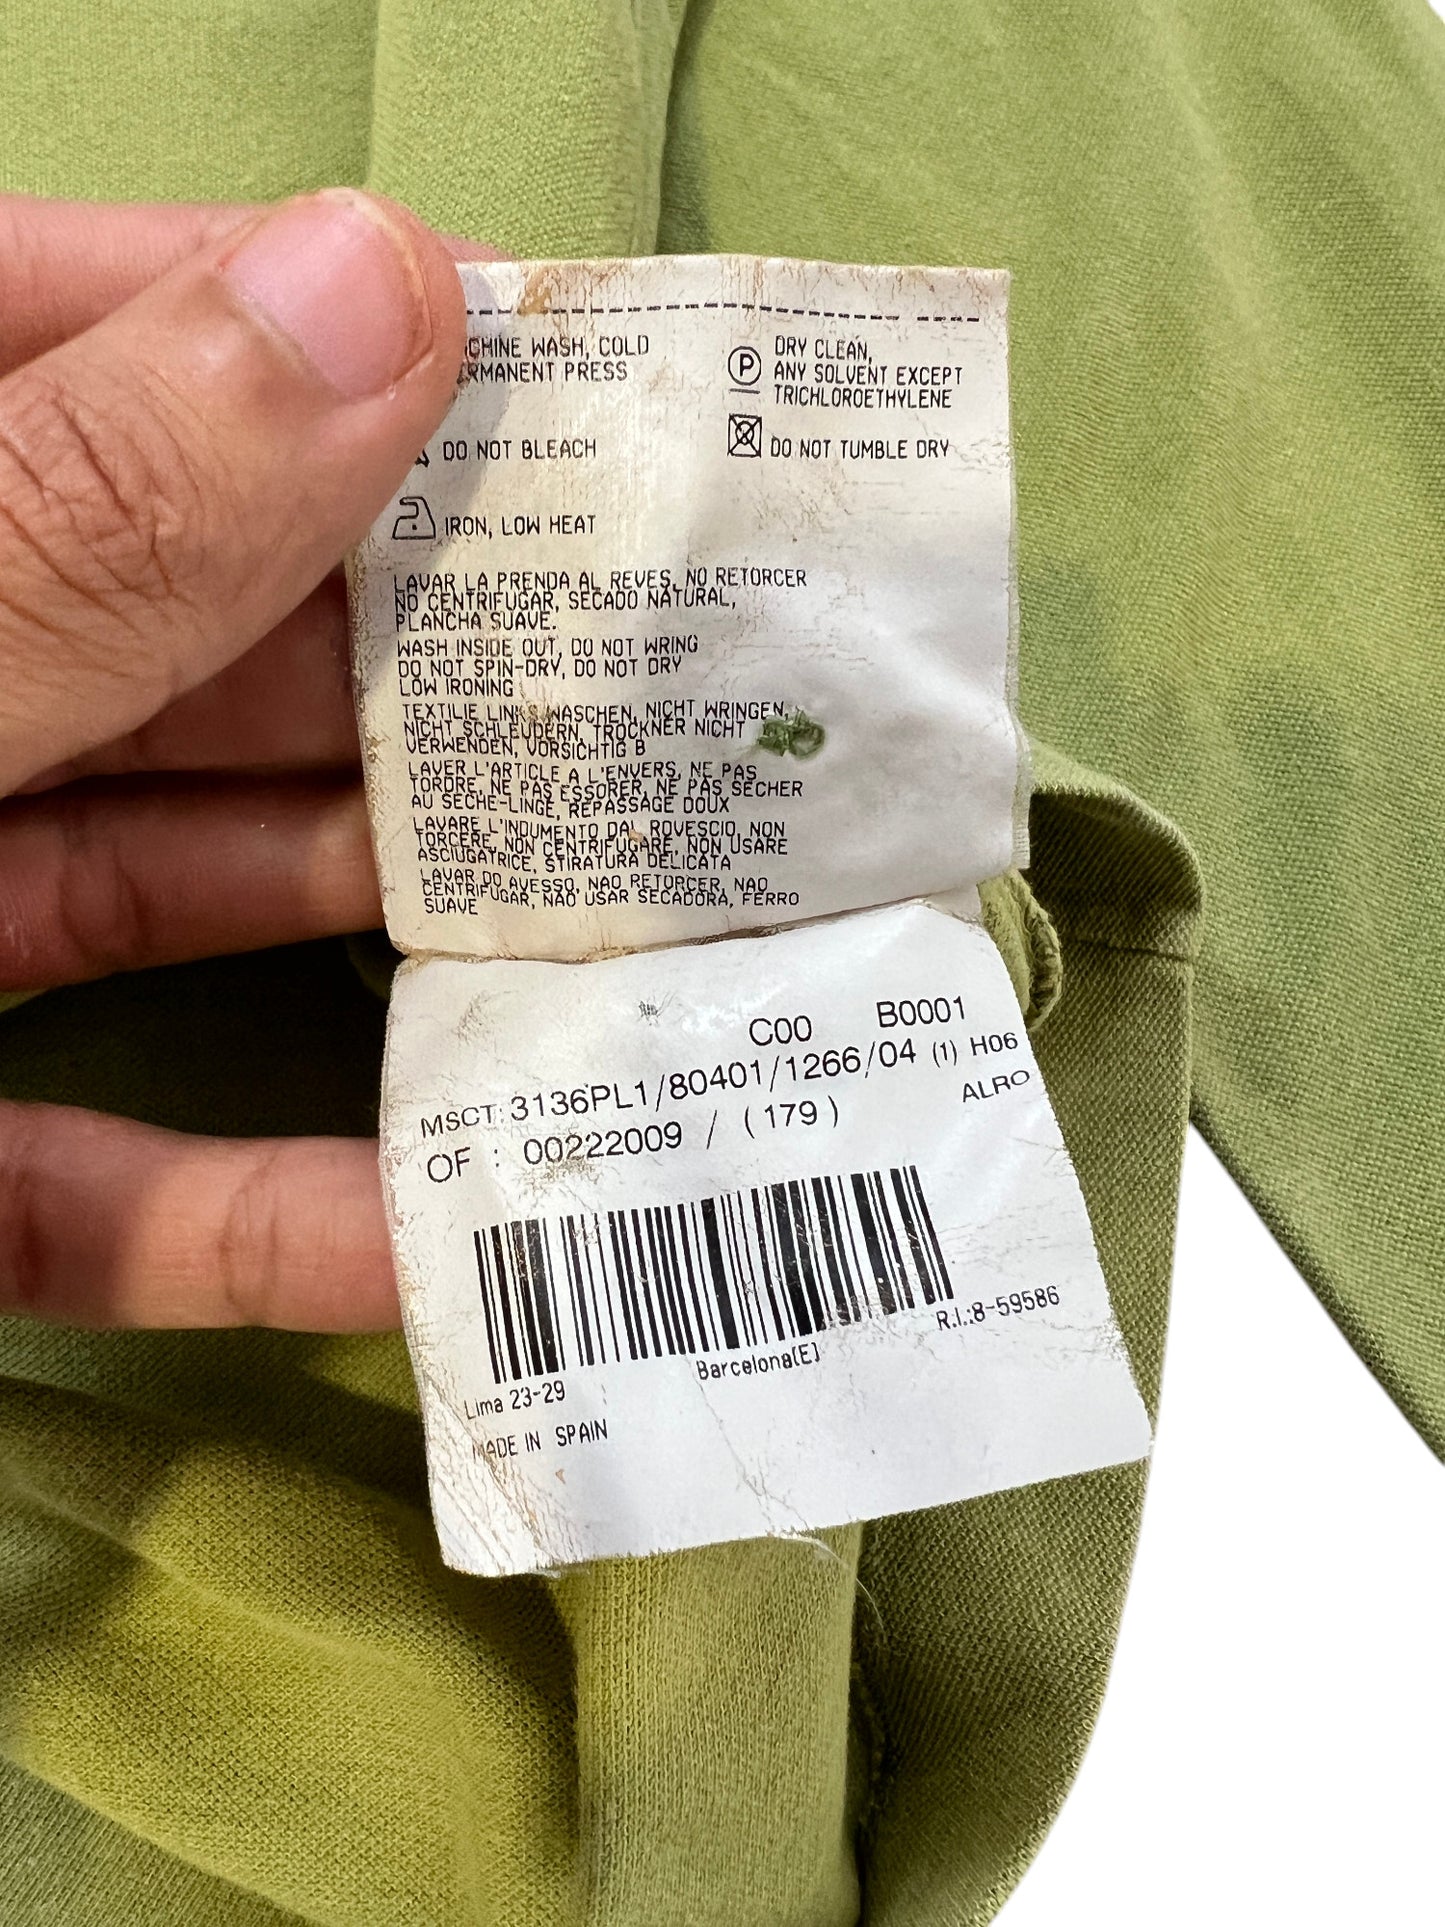 MACHINE WASH, COLD
PERMANENT PRESS
DO NOT BLEACH
IRON, LOW HEAT
P
DRY CLEAN,
ANY SOLVENT EXCEPT
TRICHLOROETHYLENE
DO NOT TUMBLE DRY
LAVAR LA PRENDA AL REVES, NO RETORCER
NO CENTRIFUGAR, SECADO NATURAL,
PLANCHA SUAVE.
WASH INSIDE OUT, DO NOT WRING
DO NOT SPIN-DRY, DO NOT DRY
LOW IRONING
TEXTILIE LINKS WASCHEN, NICHT WRINGEN,
NICHT SCHLEUDERN, TROCKNER NICHT
VERWENDEN, VORSICHTIG B
LAVER L'ARTICLE A L'ENVERS, NE PAS
TORDRE, NE PAS ESSORER, NE PAS SECHER
AU SECHE-LINGE, REPASSAGE DOUX
LAVARE L'INDUMENTO DAL ROVESCIO, NON
TORCERE, NON CENTRIFUGARE, NON USARE
ASCIUGATRICE, STIRATURA DELICATA
LAVAR DO AVESSO, NAO RETORCER, NAO
CENTRIFUGAR, NAO USAR SECADORA, FERRO
SUAVE
C00 B0001
MSCT: 3136PL1/80401/1266/04 (1) H06
OF : 00222009 / (179) ALRO
R.I.:8-59586
Lima 23-29 Barcelona(E)
MADE IN SPAIN